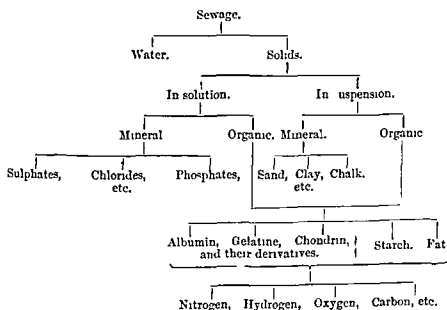 Sewage.
Water. Solids.
In solution. In uspension.
Mineral Organic. Mineral. Organic
Sulphates, Chlorides, Phosphates, Sand, Clay, Chalk.
etc. etc.
Albumin, Gelatine, Chondrin, Starch. Fat
and their derivatives.
Nitrogen, Hydrogen, Oxygen, Carbon, etc.